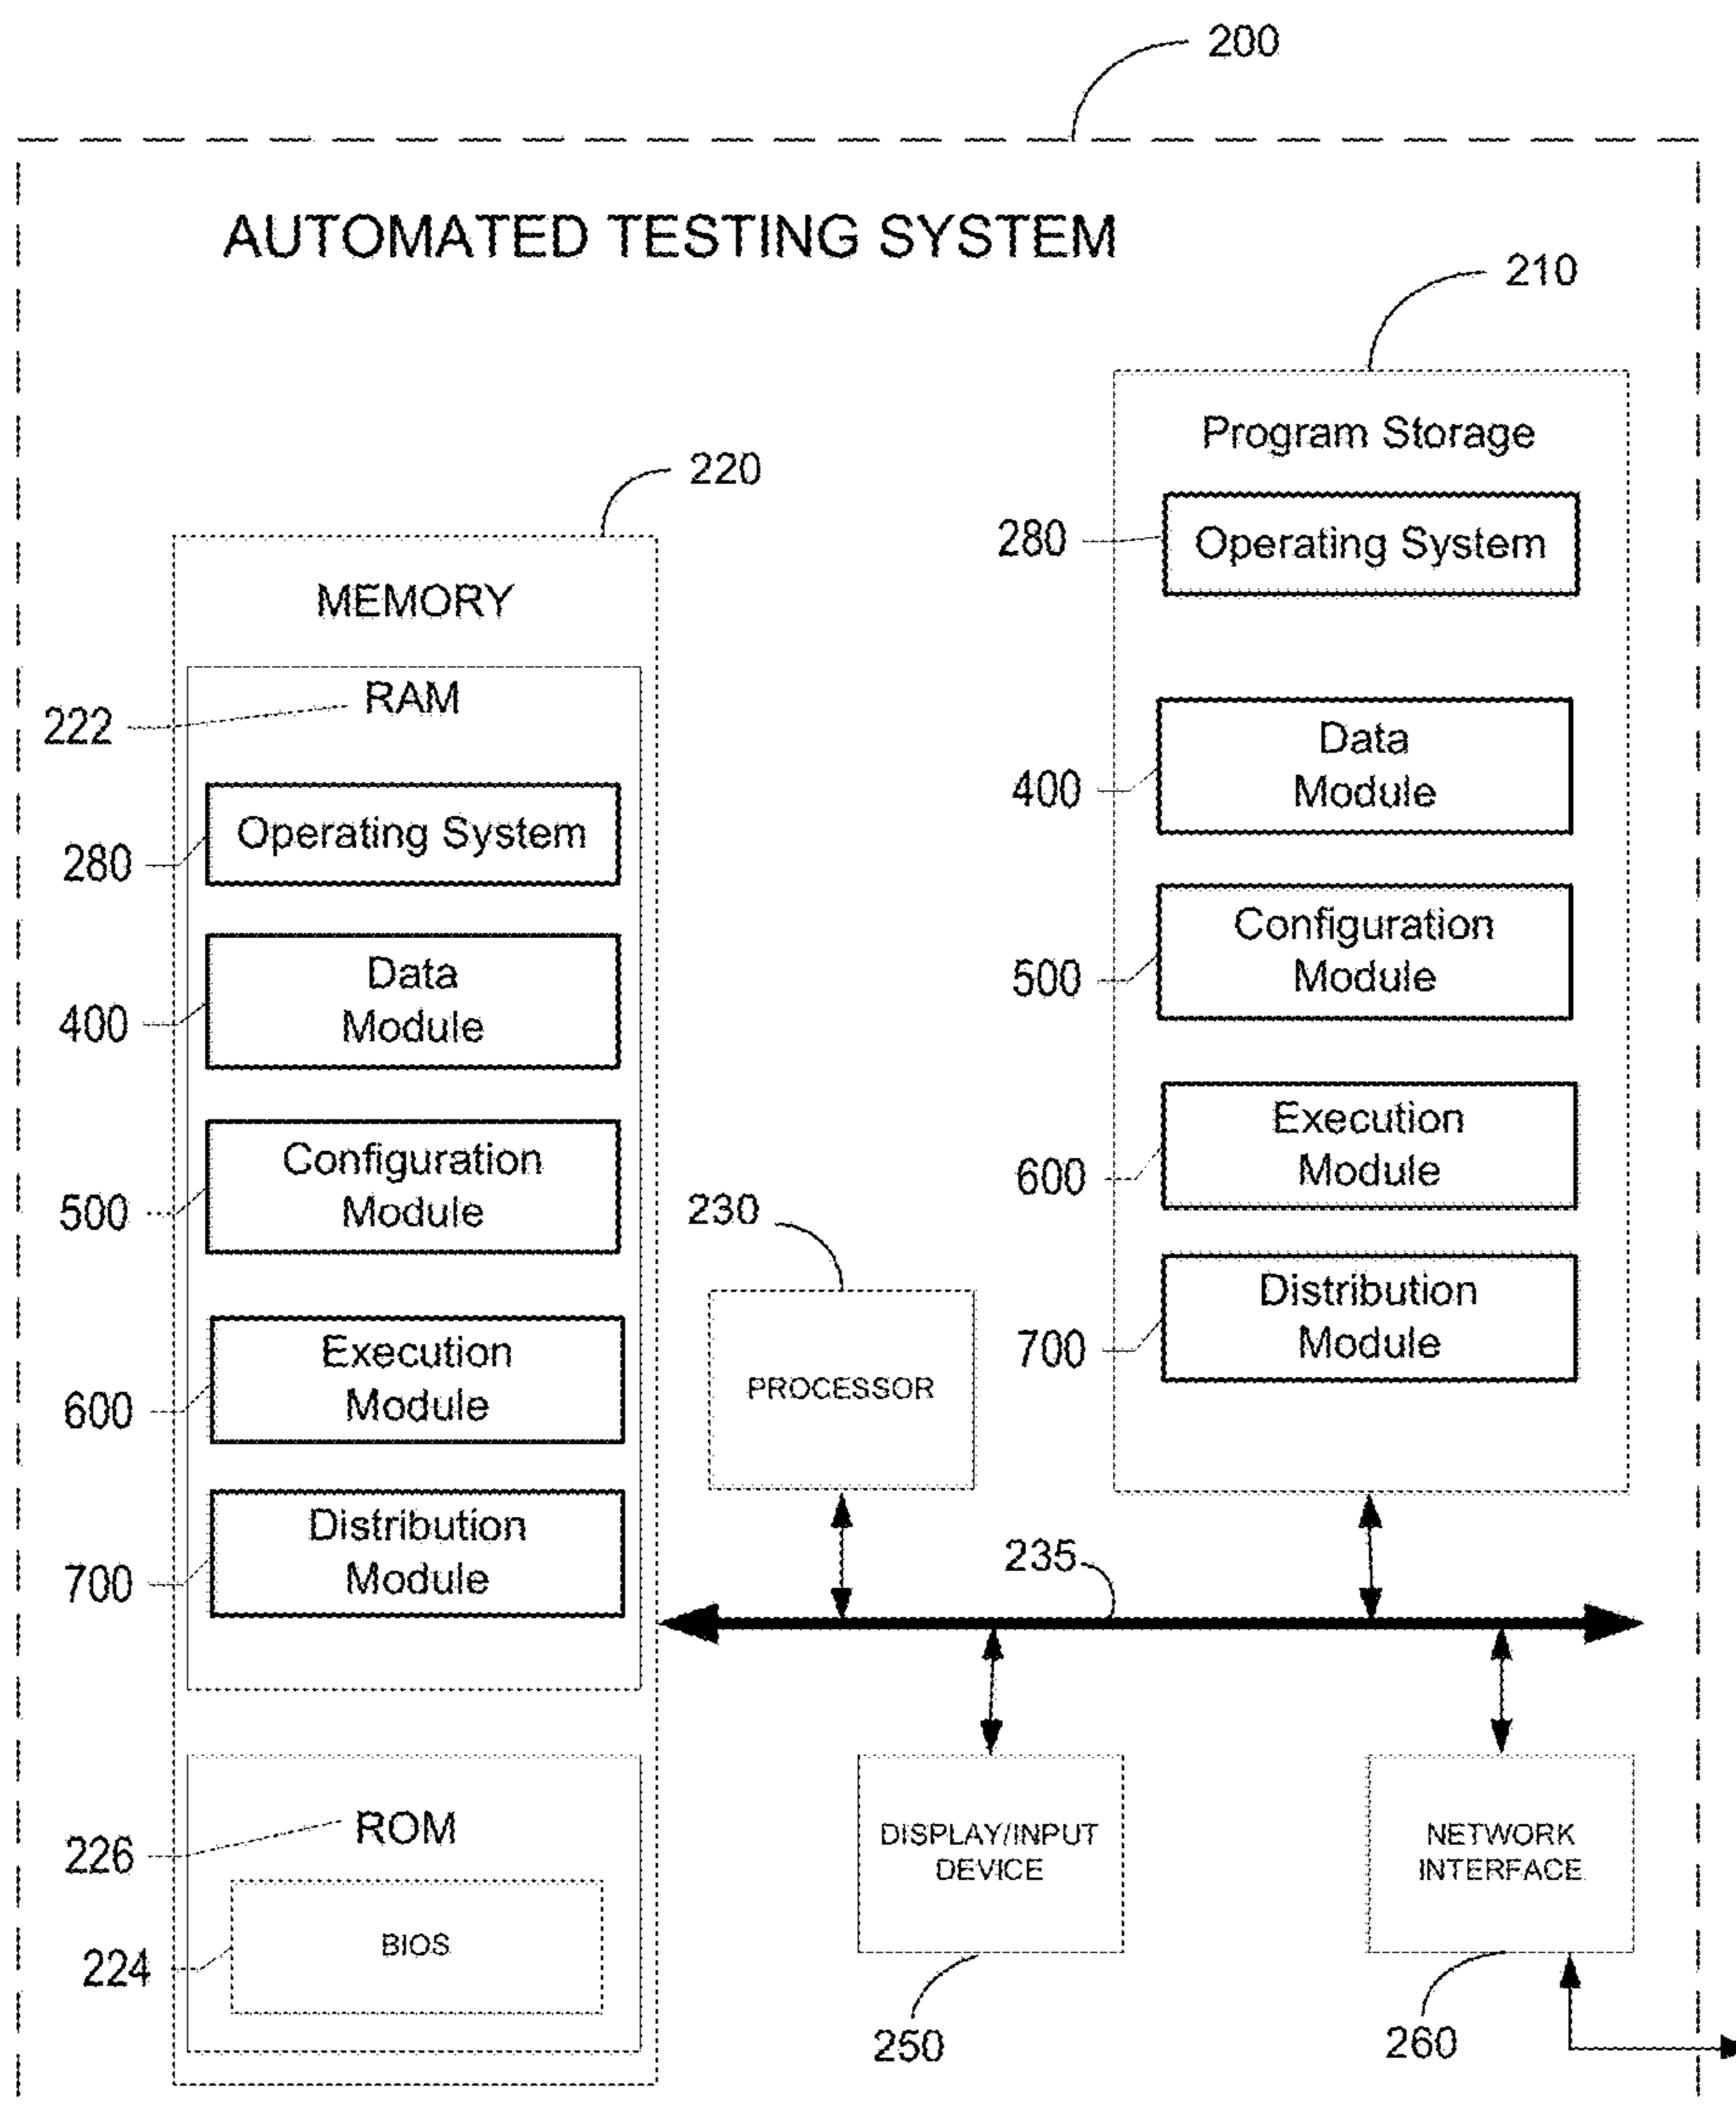 200
AUTOMATED TESTING SYSTEM
210
Program Storage
280
Operating System
400
Data
Module
500
Configuration
Module
600
Execution
Module
700
Distribution
Module
220
MEMORY
222
RAM
280
Operating System
400
Data
Module
500
Configuration
Module
600
Execution
Module
700
Distribution
Module
226
ROM
224
BIOS
230
PROCESSOR
235
DISPLAY/INPUT
DEVICE
250
NETWORK
INTERFACE
260